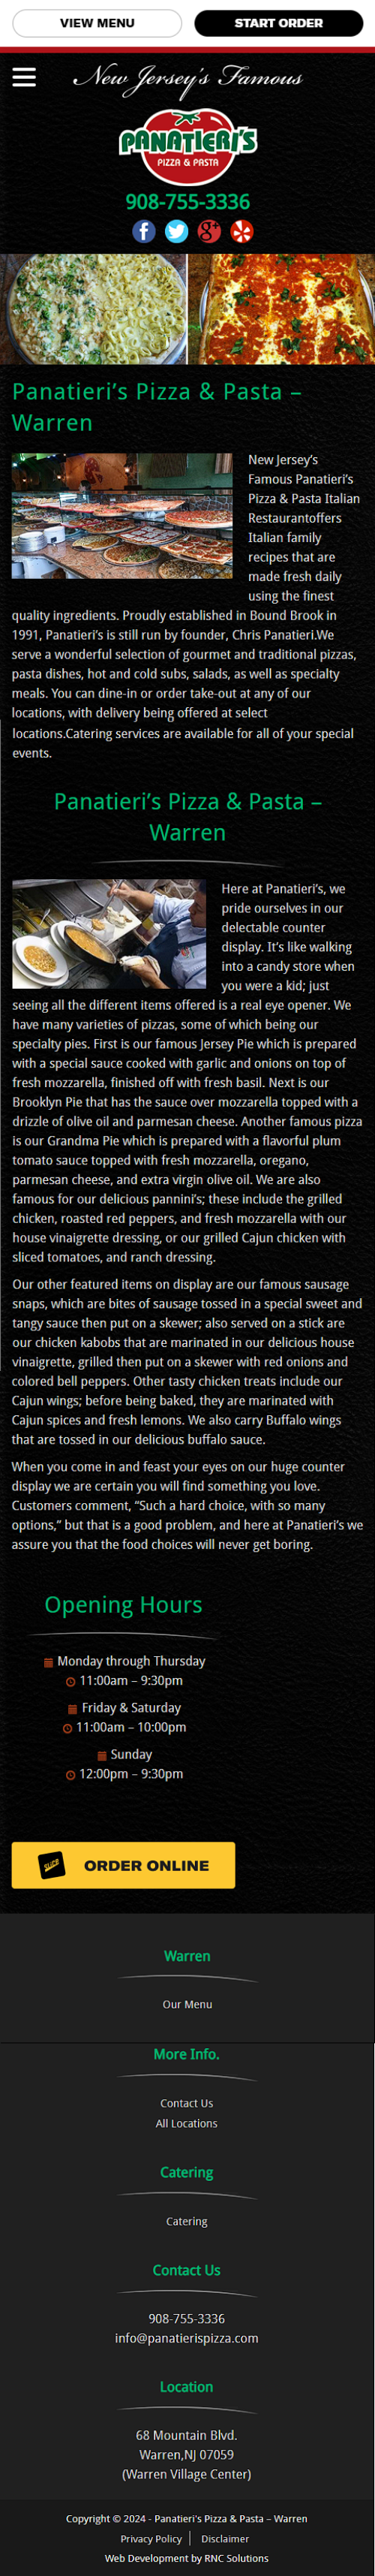 VIEW MENU
START ORDER
New Jersey's Famous
PANATIERI'S
PIZZA & PASTA
908-755-3336
Panatieri's Pizza & Pasta –
Warren
New Jersey's
Famous Panatieri's
Pizza & Pasta Italian
Restaurantoffers
Italian family
recipes that are
made fresh daily
using the finest
quality ingredients. Proudly established in Bound Brook in
1991, Panatieri's is still run by founder, Chris Panatieri.We
serve a wonderful selection of gourmet and traditional pizzas,
pasta dishes, hot and cold subs, salads, as well as specialty
meals. You can dine-in or order take-out at any of our
locations, with delivery being offered at select
locations.Catering services are available for all of your special
events.
Panatieri's Pizza & Pasta –
Warren
Here at Panatieri's, we
pride ourselves in our
delectable counter
display. It's like walking
into a candy store when
you were a kid; just
seeing all the different items offered is a real eye opener. We
have many varieties of pizzas, some of which being our
specialty pies. First is our famous Jersey Pie which is prepared
with a special sauce cooked with garlic and onions on top of
fresh mozzarella, finished off with fresh basil. Next is our
Brooklyn Pie that has the sauce over mozzarella topped with a
drizzle of olive oil and parmesan cheese. Another famous pizza
is our Grandma Pie which is prepared with a flavorful plum
tomato sauce topped with fresh mozzarella, oregano,
parmesan cheese, and extra virgin olive oil. We are also
famous for our delicious pannini's; these include the grilled
chicken, roasted red peppers, and fresh mozzarella with our
house vinaigrette dressing, or our grilled Cajun chicken with
sliced tomatoes, and ranch dressing.
Our other featured items on display are our famous sausage
snaps, which are bites of sausage tossed in a special sweet and
tangy sauce then put on a skewer; also served on a stick are
our chicken kabobs that are marinated in our delicious house
vinaigrette, grilled then put on a skewer with red onions and
colored bell peppers. Other tasty chicken treats include our
Cajun wings; before being baked, they are marinated with
Cajun spices and fresh lemons. We also carry Buffalo wings
that are tossed in our delicious buffalo sauce.
When you come in and feast your eyes on our huge counter
display we are certain you will find something you love.
Customers comment, "Such a hard choice, with so many
options," but that is a good problem, and here at Panatieri's we
assure you that the food choices will never get boring.
Opening Hours
Monday through Thursday
11:00am – 9:30pm
Friday & Saturday
11:00am – 10:00pm
Sunday
12:00pm – 9:30pm
SLICE
ORDER ONLINE
Warren
Our Menu
More Info.
Contact Us
All Locations
Catering
Catering
Contact Us
908-755-3336
info@panatierispizza.com
Location
68 Mountain Blvd.
Warren,NJ 07059
(Warren Village Center)
Copyright © 2024 - Panatieri's Pizza & Pasta – Warren
Privacy Policy
Disclaimer
Web Development by RNC Solutions